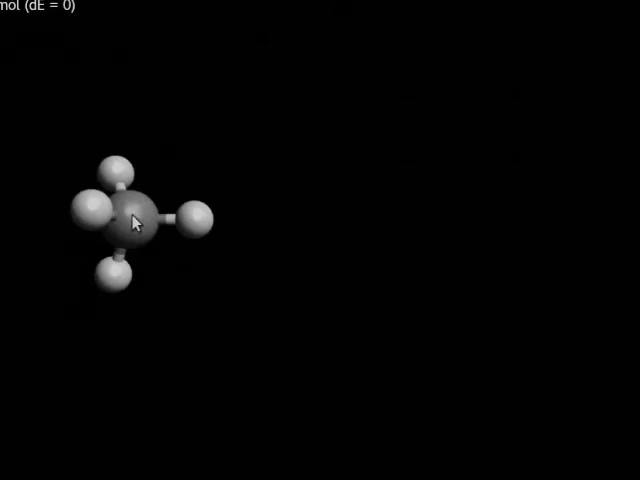 mol (dE = 0)